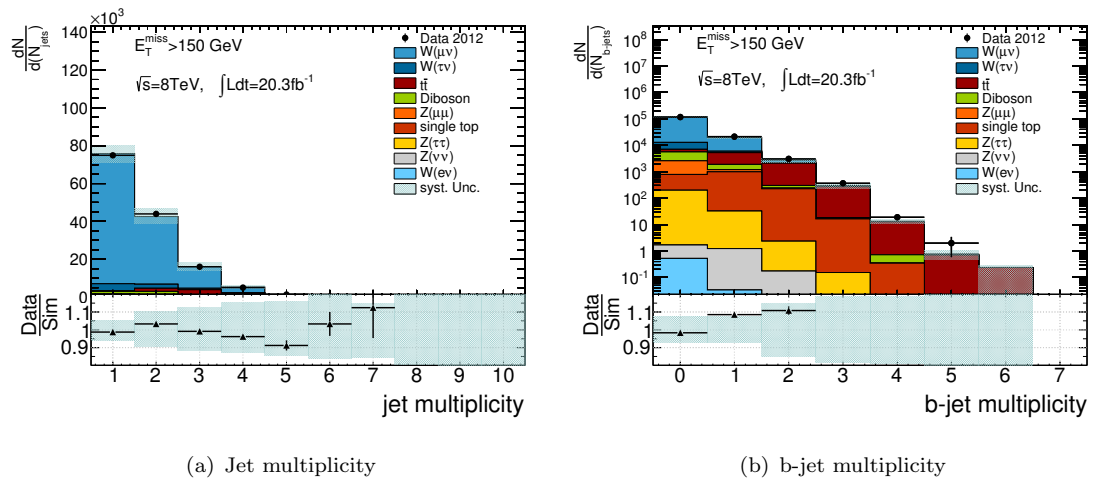 ×10³
dN
d(N_jets)
140
120
100
80
60
40
20
0
E_T^miss>150 GeV
√s=8TeV, ∫Ldt=20.3fb⁻¹
Data 2012
W(μν)
W(τν)
tt̄
Diboson
Z(μμ)
single top
Z(ττ)
Z(νν)
W(eν)
syst. Unc.
Data
Sim
1.1
1
0.9
1 2 3 4 5 6 7 8 9 10
jet multiplicity
(a) Jet multiplicity
dN
d(N_b-jets)
10⁸
10⁷
10⁶
10⁵
10⁴
10³
10²
10¹
1
10⁻¹
E_T^miss>150 GeV
√s=8TeV, ∫Ldt=20.3fb⁻¹
Data 2012
W(μν)
W(τν)
tt̄
Diboson
Z(μμ)
single top
Z(ττ)
Z(νν)
W(eν)
syst. Unc.
Data
Sim
1.1
1
0.9
0 1 2 3 4 5 6 7
b-jet multiplicity
(b) b-jet multiplicity